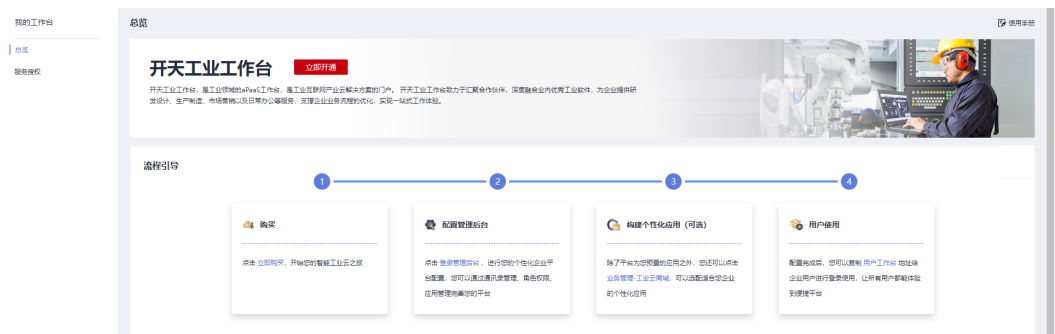 我的工作台
总览
使用手册
总览
服务授权
开天工业工作台
立即开通
开天工业工作台，是工业领域的aPaaS工作台，是工业互联网产业云解决方案的门户。 开天工业工作台致力于汇聚合作伙伴，深度融合业内优秀工业软件，为企业提供研
发设计、生产制造、市场营销以及日常办公等服务，支撑企业业务流程的优化，实现一站式工作体验。
流程引导
1
2
3
4
购买
点击 立即购买，开始您的智能工业云之旅
配置管理后台
点击 登录管理后台 ，进行您的个性化企业平
台配置，您可以通过通讯录管理、角色权限、
应用管理完善您的平台
构建个性化应用（可选）
除了平台为您预置的应用之外，您还可以点击
业务管理-工业云商城，可以适配适合您企业
的个性化应用
用户使用
配置完成后，您可以复制 用户工作台 地址给
企业用户进行登录使用，让所有用户都能体验
到便捷平台